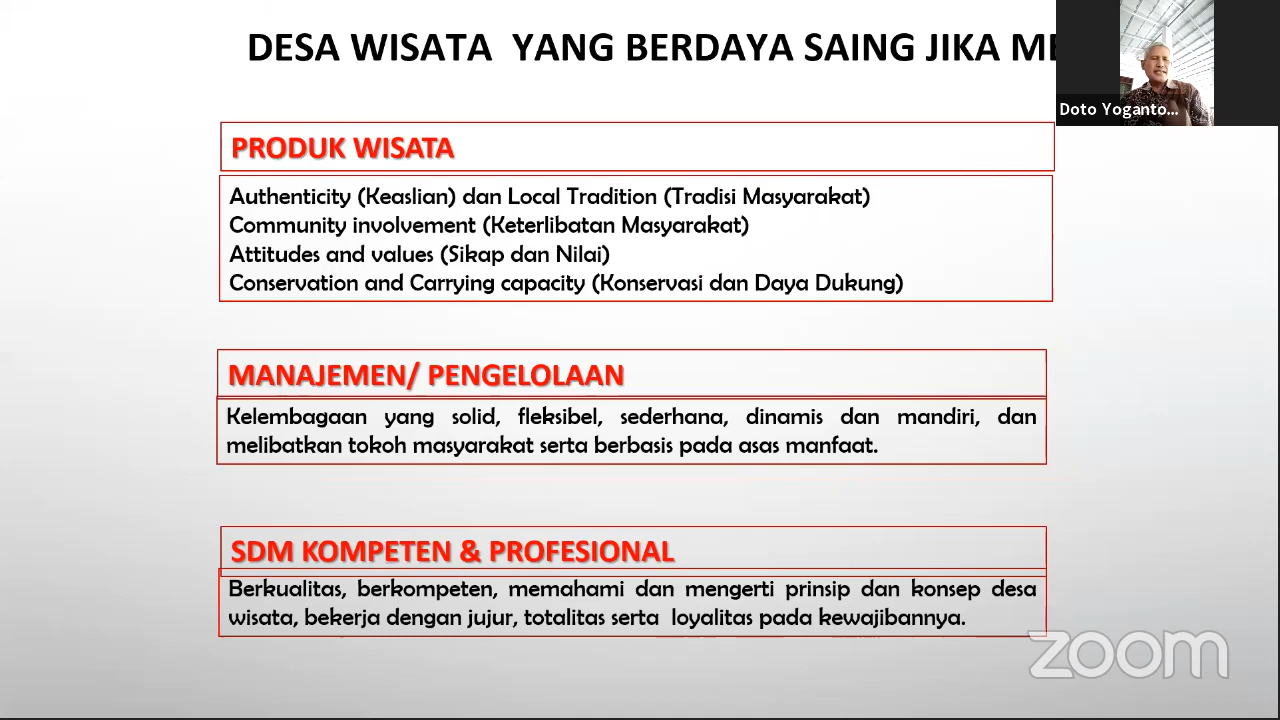 DESA WISATA YANG BERDAYA SAING JIKA
Doto Yoganto...
PRODUK WISATA
Authenticity (Keaslian) dan Local Tradition (Tradisi Masyarakat)
Community involvement (Keterlibatan Masyarakat)
Attitudes and values (Sikap dan Nilai)
Conservation and Carrying capacity (Konservasi dan Daya Dukung)
MANAJEMEN/ PENGELOLAAN
Kelembagaan yang solid, fleksibel, sederhana, dinamis dan mandiri, dan
melibatkan tokoh masyarakat serta berbasis pada asas manfaat.
SDM KOMPETEN & PROFESIONAL
Berkualitas, berkompeten, memahami dan mengerti prinsip dan konsep desa
wisata, bekerja dengan jujur, totalitas serta loyalitas pada kewajibannya.
zoom